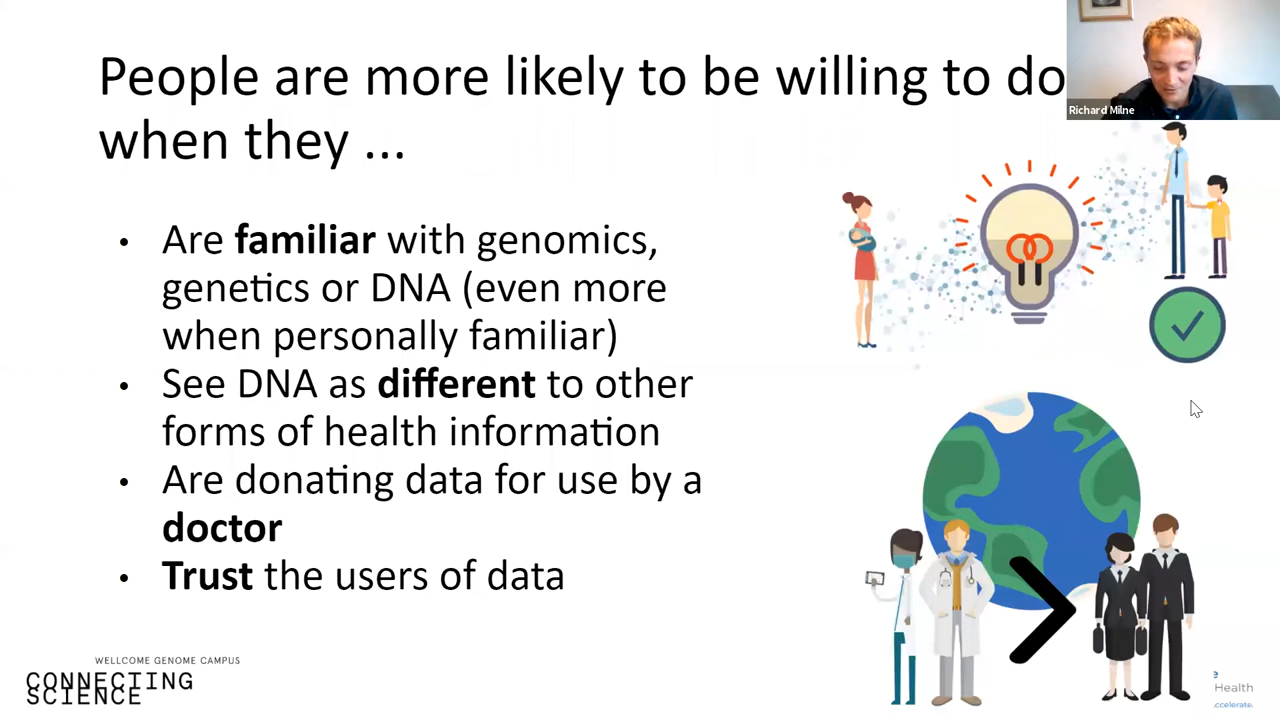 People are more likely to be willing to do
when they ...
Richard Milne
• Are familiar with genomics,
genetics or DNA (even more
when personally familiar)
• See DNA as different to other
forms of health information
• Are donating data for use by a
doctor
• Trust the users of data
WELLCOME GENOME CAMPUS
CONNECTING
SCIENCE
Health